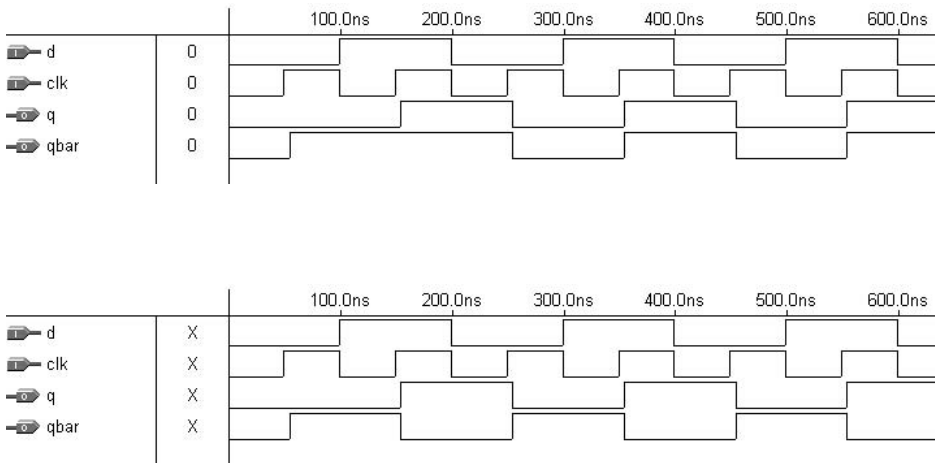 100.0ns 200.0ns 300.0ns 400.0ns 500.0ns 600.0ns
I d 0
I clk 0
O q 0
O qbar 0
100.0ns 200.0ns 300.0ns 400.0ns 500.0ns 600.0ns
I d X
I clk X
O q X
O qbar X